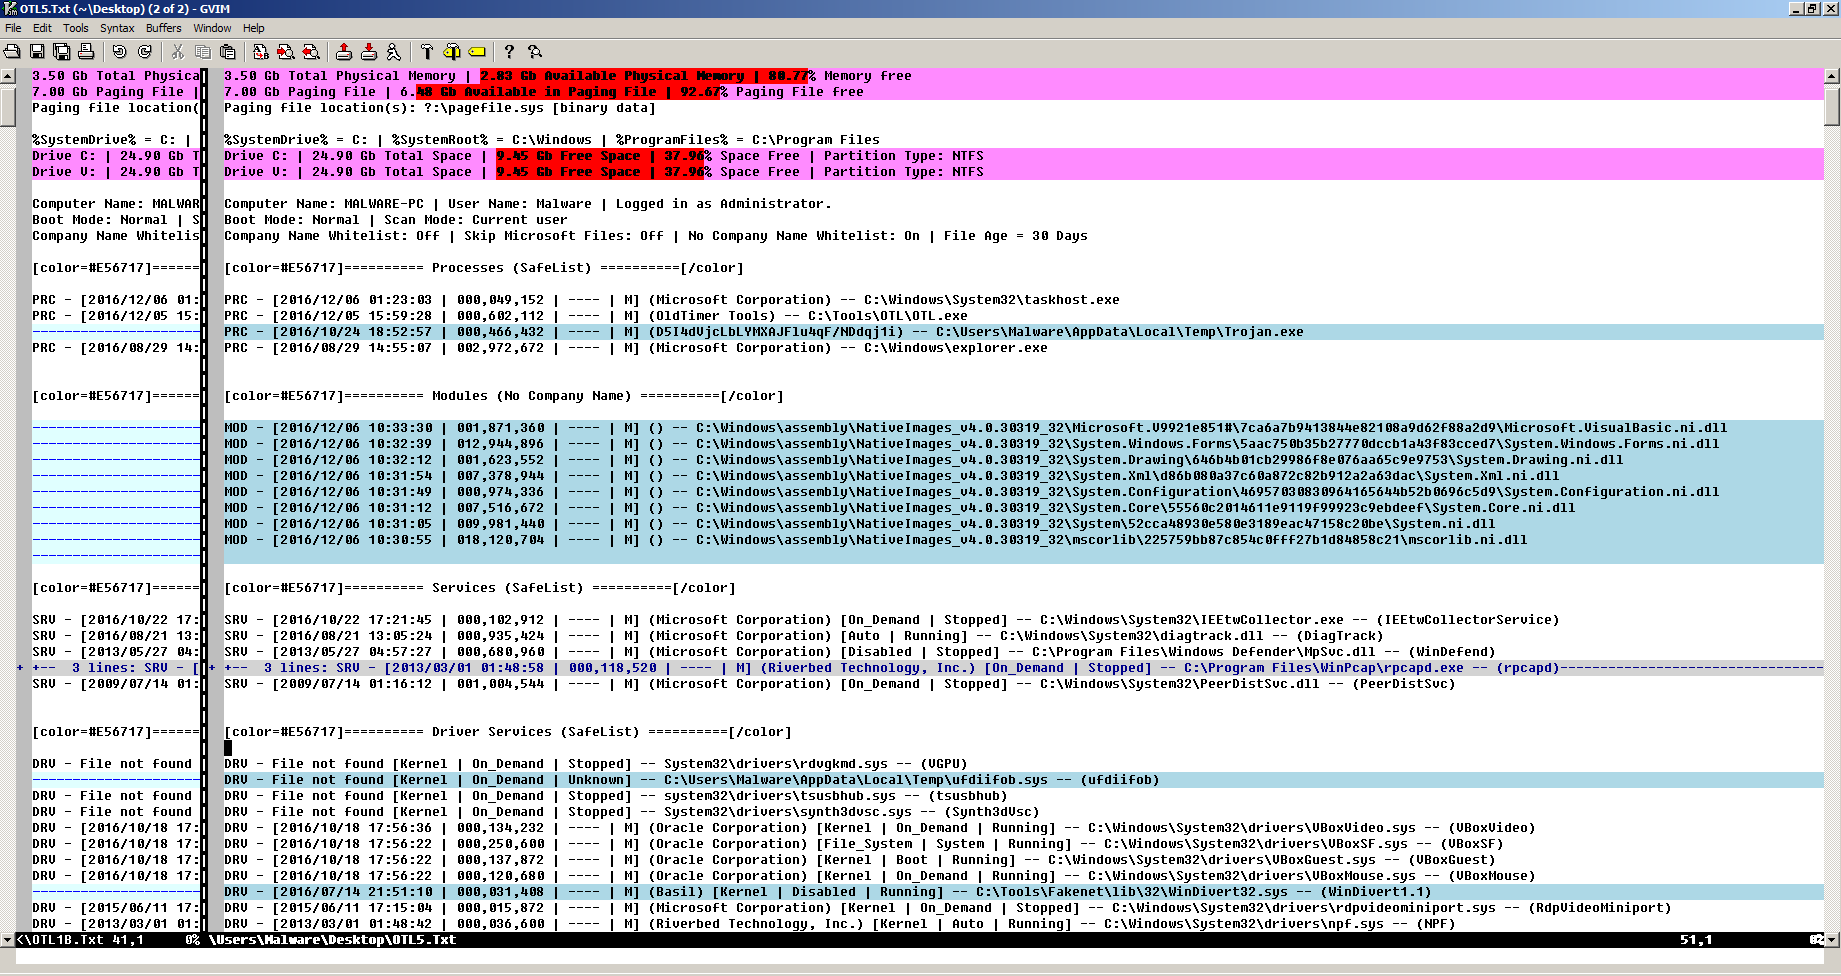 OTL5.Txt (~\Desktop) (2 of 2) - GVIM
File Edit Tools Syntax Buffers Window Help
3.50 Gb Total Physica 3.50 Gb Total Physical Memory | 2.83 Gb Available Physical Memory | 80.77% Memory free
7.00 Gb Paging File | 7.00 Gb Paging File | 6.48 Gb Available in Paging File | 92.67% Paging File free
Paging file location( Paging file location(s): ?:\pagefile.sys [binary data]
%SystemDrive% = C: | %SystemDrive% = C: | %SystemRoot% = C:\Windows | %ProgramFiles% = C:\Program Files
Drive C: | 24.90 Gb T Drive C: | 24.90 Gb Total Space | 9.45 Gb Free Space | 37.96% Space Free | Partition Type: NTFS
Drive V: | 24.90 Gb T Drive V: | 24.90 Gb Total Space | 9.45 Gb Free Space | 37.96% Space Free | Partition Type: NTFS
Computer Name: MALWAR Computer Name: MALWARE-PC | User Name: Malware | Logged in as Administrator.
Boot Mode: Normal | S Boot Mode: Normal | Scan Mode: Current user
Company Name Whitelis Company Name Whitelist: Off | Skip Microsoft Files: Off | No Company Name Whitelist: On | File Age = 30 Days
[color=#E56717]====== [color=#E56717]========== Processes (SafeList) ==========[/color]
PRC - [2016/12/06 01: PRC - [2016/12/06 01:23:03 | 000,049,152 | ---- | M] (Microsoft Corporation) -- C:\Windows\System32\taskhost.exe
PRC - [2016/12/05 15: PRC - [2016/12/05 15:59:28 | 000,602,112 | ---- | M] (OldTimer Tools) -- C:\Tools\OTL\OTL.exe
--------------------- PRC - [2016/10/24 18:52:57 | 000,466,432 | ---- | M] (D5I4dVjcLbLYMXAJFlu4qF/NDdqj1i) -- C:\Users\Malware\AppData\Local\Temp\Trojan.exe
PRC - [2016/08/29 14: PRC - [2016/08/29 14:55:07 | 002,972,672 | ---- | M] (Microsoft Corporation) -- C:\Windows\explorer.exe
[color=#E56717]====== [color=#E56717]========== Modules (No Company Name) ==========[/color]
--------------------- MOD - [2016/12/06 10:33:30 | 001,871,360 | ---- | M] () -- C:\Windows\assembly\NativeImages_v4.0.30319_32\Microsoft.V9921e851#\7ca6a7b9413844e82108a9d62f88a2d9\Microsoft.VisualBasic.ni.dll
--------------------- MOD - [2016/12/06 10:32:39 | 012,944,896 | ---- | M] () -- C:\Windows\assembly\NativeImages_v4.0.30319_32\System.Windows.Forms\5aac750b35b27770dccb1a43f83cced7\System.Windows.Forms.ni.dll
--------------------- MOD - [2016/12/06 10:32:12 | 001,623,552 | ---- | M] () -- C:\Windows\assembly\NativeImages_v4.0.30319_32\System.Drawing\646b4b01cb29986f8e076aa65c9e9753\System.Drawing.ni.dll
--------------------- MOD - [2016/12/06 10:31:54 | 007,378,944 | ---- | M] () -- C:\Windows\assembly\NativeImages_v4.0.30319_32\System.Xml\d86b080a37c60a872c82b912a2a63dac\System.Xml.ni.dll
--------------------- MOD - [2016/12/06 10:31:49 | 000,974,336 | ---- | M] () -- C:\Windows\assembly\NativeImages_v4.0.30319_32\System.Configuration\46957030830964165644b52b0696c5d9\System.Configuration.ni.dll
--------------------- MOD - [2016/12/06 10:31:12 | 007,516,672 | ---- | M] () -- C:\Windows\assembly\NativeImages_v4.0.30319_32\System.Core\55560c2014611e9119f99923c9ebdeef\System.Core.ni.dll
--------------------- MOD - [2016/12/06 10:31:05 | 009,981,440 | ---- | M] () -- C:\Windows\assembly\NativeImages_v4.0.30319_32\System\52cca48930e580e3189eac47158c20be\System.ni.dll
--------------------- MOD - [2016/12/06 10:30:55 | 018,120,704 | ---- | M] () -- C:\Windows\assembly\NativeImages_v4.0.30319_32\mscorlib\225759bb87c854c0fff27b1d84858c21\mscorlib.ni.dll
---------------------
[color=#E56717]====== [color=#E56717]========== Services (SafeList) ==========[/color]
SRV - [2016/10/22 17: SRV - [2016/10/22 17:21:45 | 000,102,912 | ---- | M] (Microsoft Corporation) [On_Demand | Stopped] -- C:\Windows\System32\IEEtwCollector.exe -- (IEEtwCollectorService)
SRV - [2016/08/21 13: SRV - [2016/08/21 13:05:24 | 000,935,424 | ---- | M] (Microsoft Corporation) [Auto | Running] -- C:\Windows\System32\diagtrack.dll -- (DiagTrack)
SRV - [2013/05/27 04: SRV - [2013/05/27 04:57:27 | 000,680,960 | ---- | M] (Microsoft Corporation) [Disabled | Stopped] -- C:\Program Files\Windows Defender\MpSvc.dll -- (WinDefend)
+ +-- 3 lines: SRV - [ + +-- 3 lines: SRV - [2013/03/01 01:48:58 | 000,118,520 | ---- | M] (Riverbed Technology, Inc.) [On_Demand | Stopped] -- C:\Program Files\WinPcap\rpcapd.exe -- (rpcapd)---------------------------------
SRV - [2009/07/14 01: SRV - [2009/07/14 01:16:12 | 001,004,544 | ---- | M] (Microsoft Corporation) [On_Demand | Stopped] -- C:\Windows\System32\PeerDistSvc.dll -- (PeerDistSvc)
[color=#E56717]====== [color=#E56717]========== Driver Services (SafeList) ==========[/color]
DRV - File not found DRV - File not found [Kernel | On_Demand | Stopped] -- System32\drivers\rdvgkmd.sys -- (VGPU)
--------------------- DRV - File not found [Kernel | On_Demand | Unknown] -- C:\Users\Malware\AppData\Local\Temp\ufdiifob.sys -- (ufdiifob)
DRV - File not found DRV - File not found [Kernel | On_Demand | Stopped] -- system32\drivers\tsusbhub.sys -- (tsusbhub)
DRV - File not found DRV - File not found [Kernel | On_Demand | Stopped] -- System32\drivers\synth3dvsc.sys -- (Synth3dVsc)
DRV - [2016/10/18 17: DRV - [2016/10/18 17:56:36 | 000,134,232 | ---- | M] (Oracle Corporation) [Kernel | On_Demand | Running] -- C:\Windows\System32\drivers\VBoxVideo.sys -- (VBoxVideo)
DRV - [2016/10/18 17: DRV - [2016/10/18 17:56:22 | 000,250,600 | ---- | M] (Oracle Corporation) [File_System | System | Running] -- C:\Windows\System32\drivers\VBoxSF.sys -- (VBoxSF)
DRV - [2016/10/18 17: DRV - [2016/10/18 17:56:22 | 000,137,872 | ---- | M] (Oracle Corporation) [Kernel | Boot | Running] -- C:\Windows\System32\drivers\VBoxGuest.sys -- (VBoxGuest)
DRV - [2016/10/18 17: DRV - [2016/10/18 17:56:22 | 000,120,680 | ---- | M] (Oracle Corporation) [Kernel | On_Demand | Running] -- C:\Windows\System32\drivers\VBoxMouse.sys -- (VBoxMouse)
--------------------- DRV - [2016/07/14 21:51:10 | 000,031,408 | ---- | M] (Basil) [Kernel | Disabled | Running] -- C:\Tools\Fakenet\lib\32\WinDivert32.sys -- (WinDivert1.1)
DRV - [2015/06/11 17: DRV - [2015/06/11 17:15:04 | 000,015,872 | ---- | M] (Microsoft Corporation) [Kernel | On_Demand | Stopped] -- C:\Windows\System32\drivers\rdpvideominiport.sys -- (RdpVideoMiniport)
DRV - [2013/03/01 01: DRV - [2013/03/01 01:48:42 | 000,036,600 | ---- | M] (Riverbed Technology, Inc.) [Kernel | Auto | Running] -- C:\Windows\System32\drivers\npf.sys -- (NPF)
<\OTL1B.Txt 41,1 0% \Users\Malware\Desktop\OTL5.Txt 51,1 0%